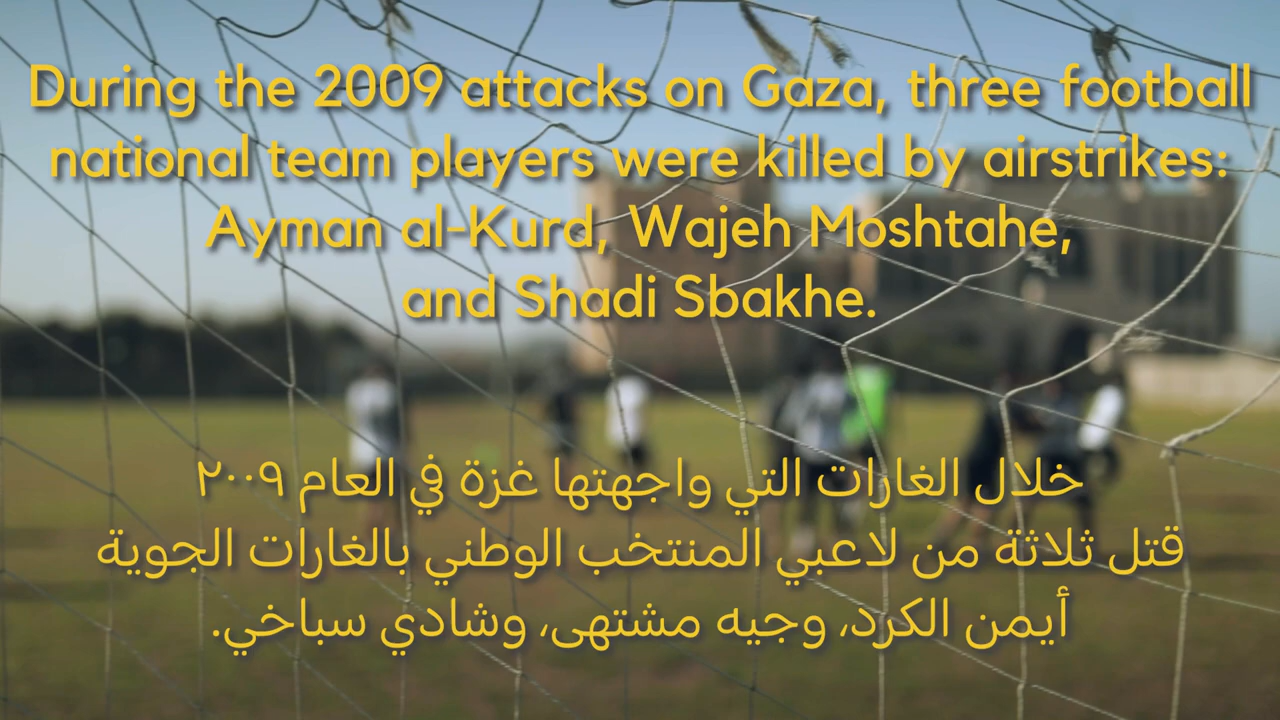 During the 2009 attacks on Gaza, three football
national team players were killed by airstrikes:
Ayman al-Kurd, Wajeh Moshtahe,
and Shadi Sbakhe.
خلال الغارات التي واجهتها غزة في العام ٢٠٠٩
قتل ثلاثة من لاعبي المنتخب الوطني بالغارات الجوية
أيمن الكرد، وجيه مشتهى، وشادي سباخي.